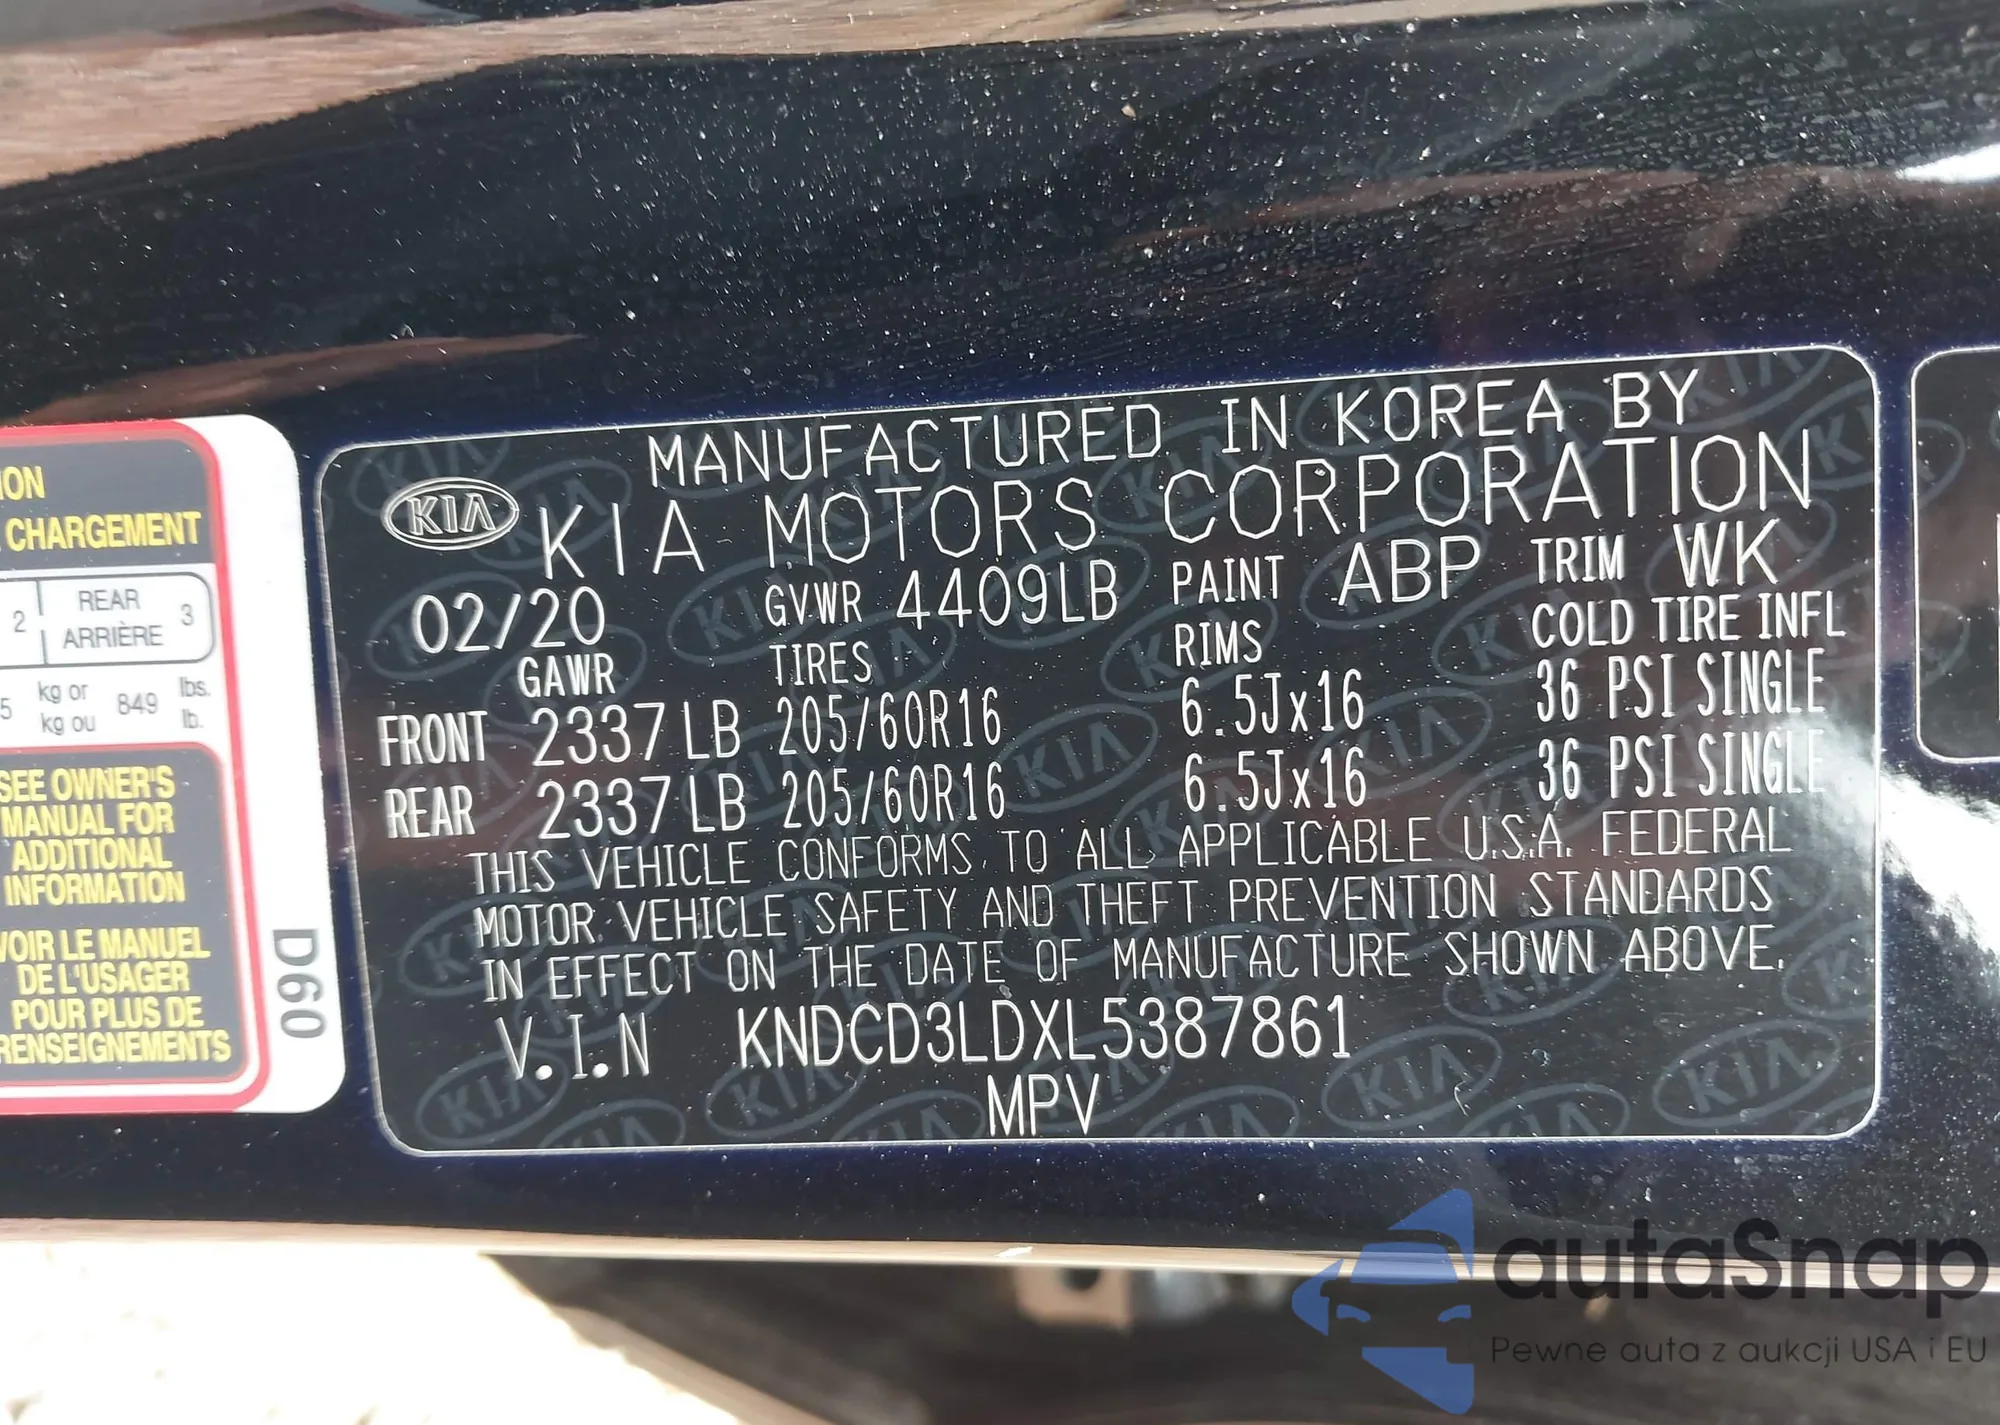 ION
CHARGEMENT
2 REAR 3
ARRIÈRE
5 kg or 849 lbs.
kg ou lb.
SEE OWNER'S
MANUAL FOR
ADDITIONAL
INFORMATION
VOIR LE MANUEL
DE L'USAGER
POUR PLUS DE
RENSEIGNEMENTS
D60
MANUFACTURED IN KOREA BY
KIA KIA MOTORS CORPORATION
02/20 GVWR 4409LB PAINT ABP TRIM WK
GAWR TIRES RIMS COLD TIRE INFL
FRONT 2337LB 205/60R16 6.5Jx16 36 PSI SINGLE
REAR 2337LB 205/60R16 6.5Jx16 36 PSI SINGLE
THIS VEHICLE CONFORMS TO ALL APPLICABLE U.S.A. FEDERAL
MOTOR VEHICLE SAFETY AND THEFT PREVENTION STANDARDS
IN EFFECT ON THE DATE OF MANUFACTURE SHOWN ABOVE.
V.I.N KNDCD3LDXL5387861
MPV
autaSnap
Pewne auta z aukcji USA i EU